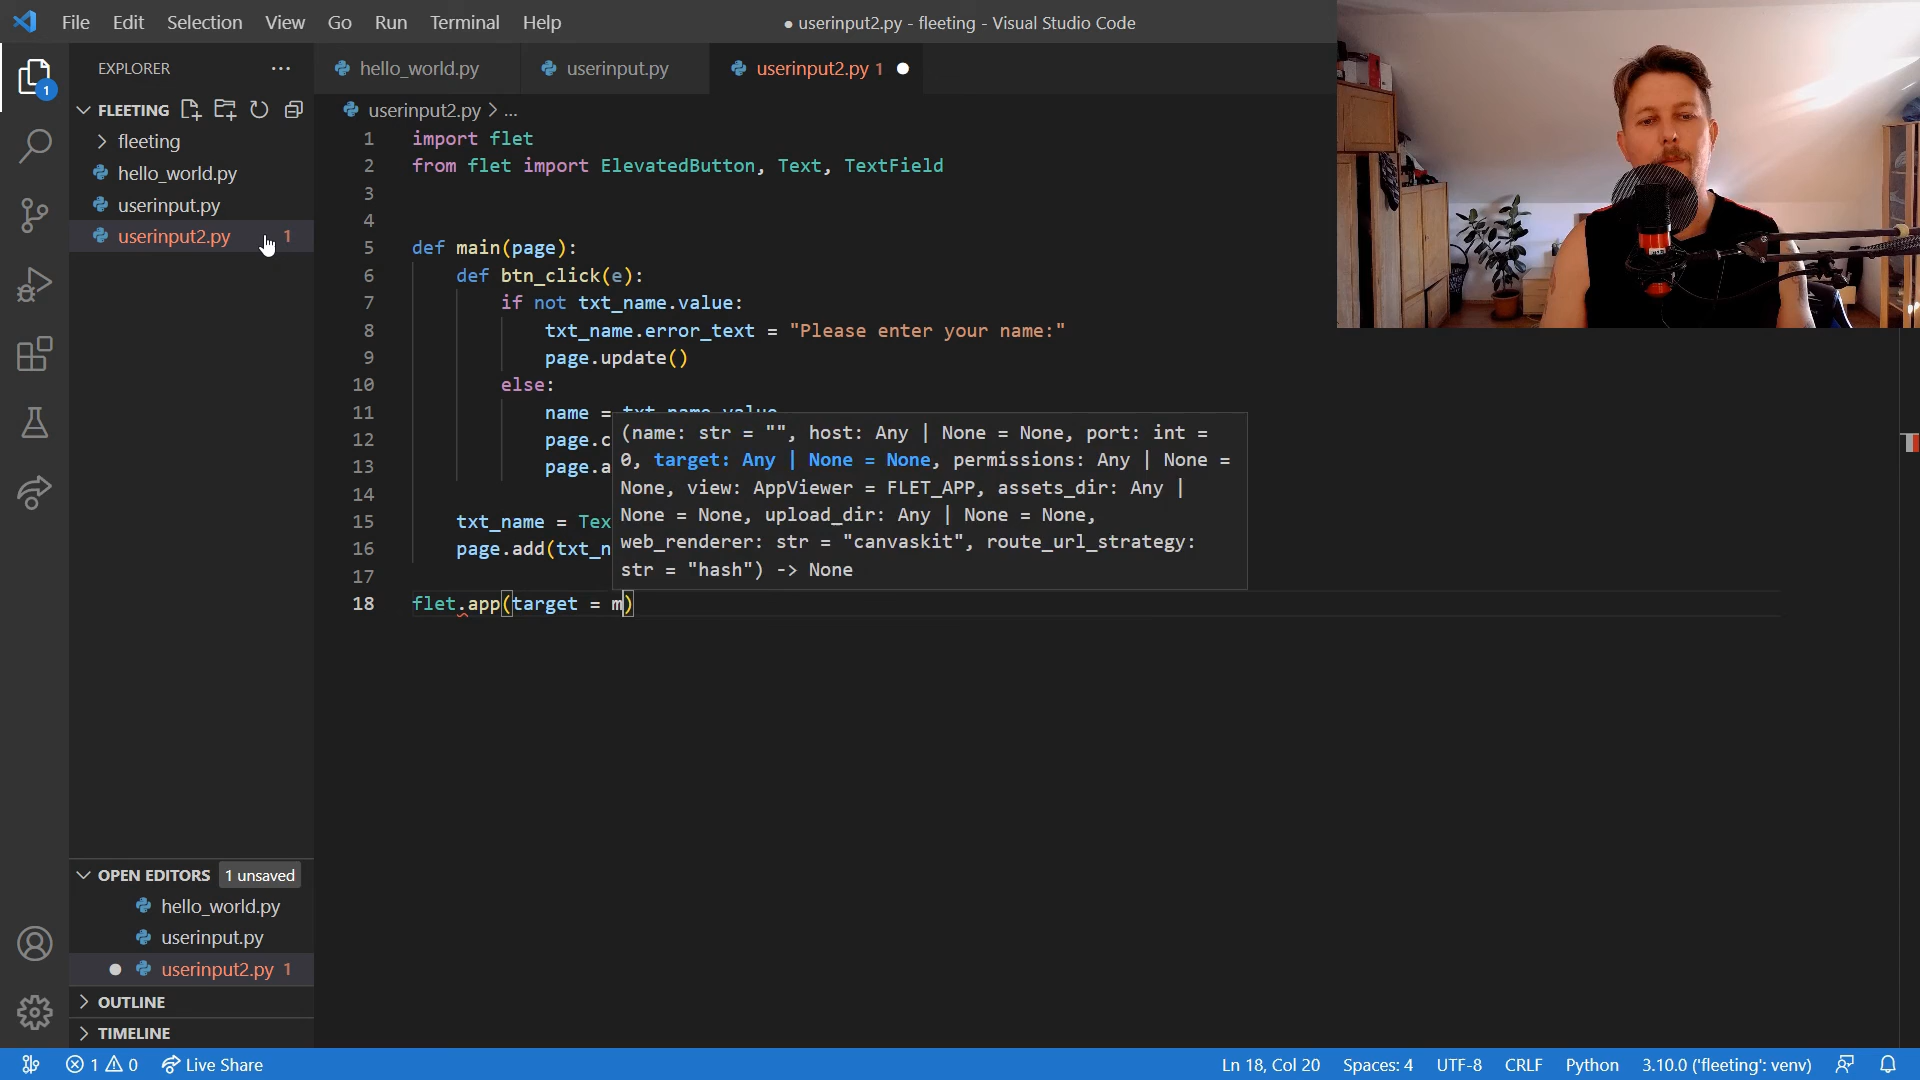 File Edit Selection View Go Run Terminal Help
● userinput2.py - fleeting - Visual Studio Code
EXPLORER ...
hello_world.py
userinput.py
userinput2.py 1
1
FLEETING
fleeting
hello_world.py
userinput.py
userinput2.py 1
userinput2.py > ...
1 import flet
2 from flet import ElevatedButton, Text, TextField
3
4
5 def main(page):
6 def btn_click(e):
7 if not txt_name.value:
8 txt_name.error_text = "Please enter your name:"
9 page.update()
10 else:
11 name = txt_name.value
12 page.c
13 page.a
14
15 txt_name = Tex
16 page.add(txt_n
17
18 flet.app(target = m)
(name: str = "", host: Any | None = None, port: int =
0, target: Any | None = None, permissions: Any | None =
None, view: AppViewer = FLET_APP, assets_dir: Any |
None = None, upload_dir: Any | None = None,
web_renderer: str = "canvaskit", route_url_strategy:
str = "hash") -> None
OPEN EDITORS 1 unsaved
hello_world.py
userinput.py
userinput2.py 1
OUTLINE
TIMELINE
1 0 Live Share
Ln 18, Col 20 Spaces: 4 UTF-8 CRLF Python 3.10.0 ('fleeting': venv)